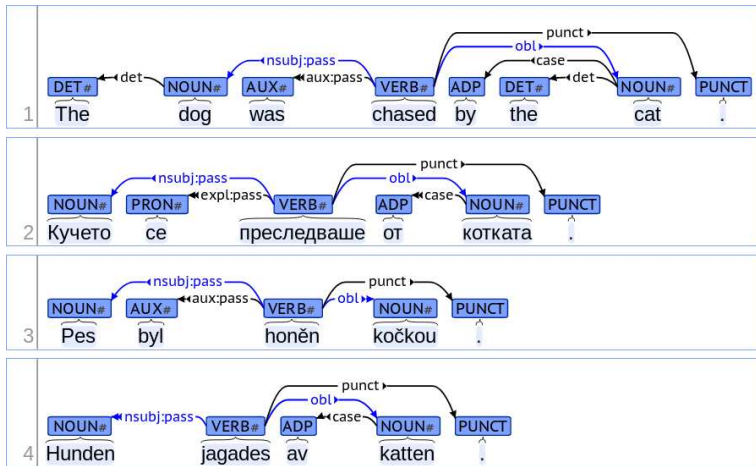 punct
obl
nsubj:pass case
det aux:pass det
DET# NOUN# AUX# VERB# ADP DET# NOUN# PUNCT
1 The dog was chased by the cat .
punct
nsubj:pass obl
expl:pass case
NOUN# PRON# VERB# ADP NOUN# PUNCT
2 Кучето се преследваше от котката .
nsubj:pass punct
aux:pass obl
NOUN# AUX# VERB# NOUN# PUNCT
3 Pes byl honěn kočkou .
punct
obl
nsubj:pass case
NOUN# VERB# ADP NOUN# PUNCT
4 Hunden jagades av katten .